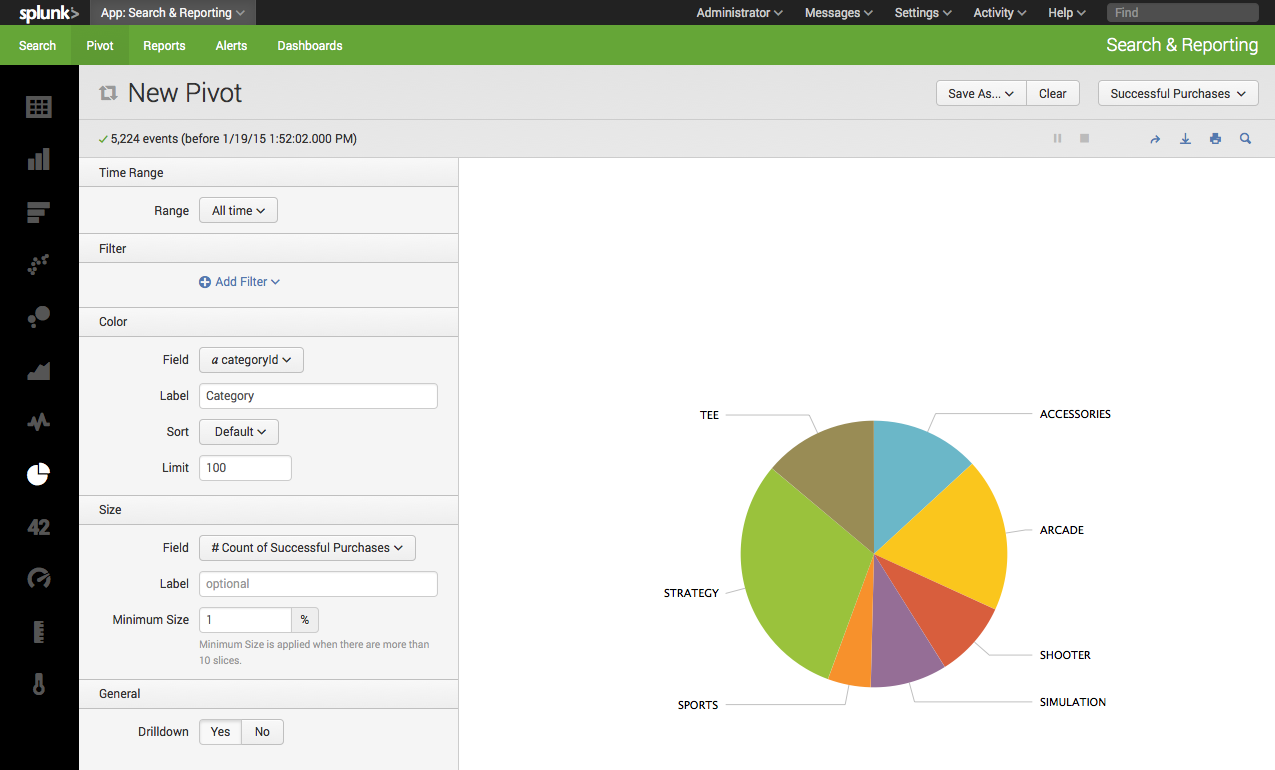 splunk> App: Search & Reporting Administrator Messages Settings Activity Help Find
Search Pivot Reports Alerts Dashboards Search & Reporting
New Pivot Save As... Clear Successful Purchases
5,224 events (before 1/19/15 1:52:02.000 PM)
Time Range
Range All time
Filter
Add Filter
Color
Field a categoryId
Label Category
Sort Default
Limit 100
Size
Field # Count of Successful Purchases
Label optional
Minimum Size 1 %
Minimum Size is applied when there are more than
10 slices.
General
Drilldown Yes No
42
TEE
ACCESSORIES
ARCADE
STRATEGY
SHOOTER
SIMULATION
SPORTS